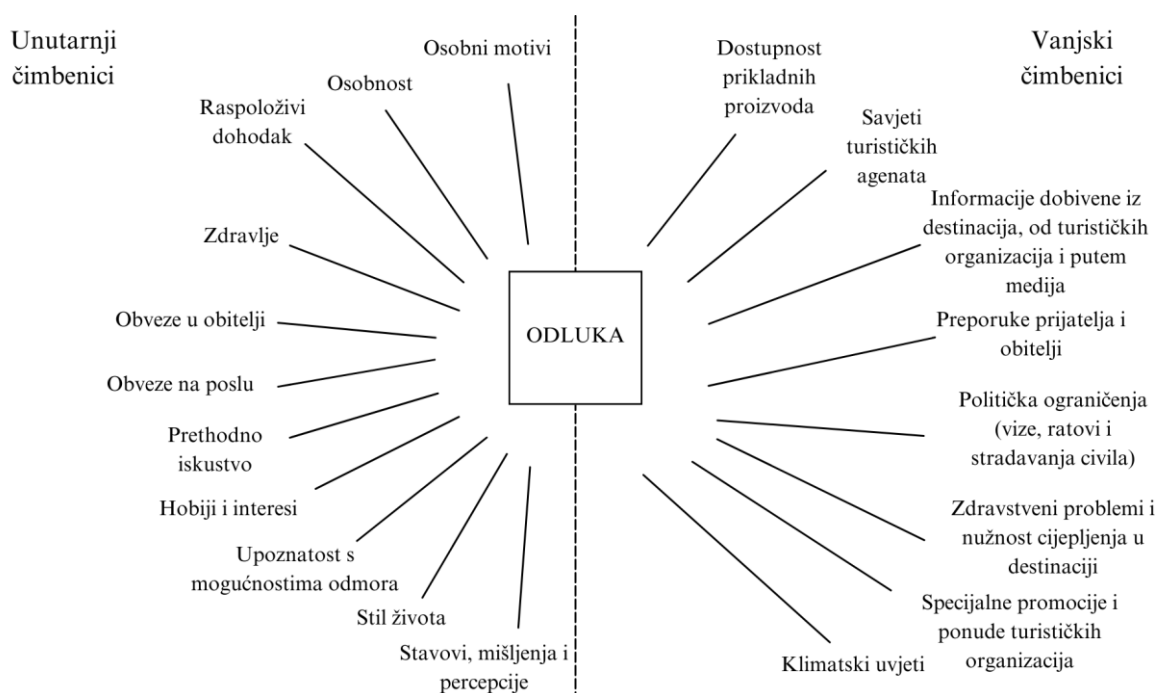 Unutarnji
čimbenici
Osobni motivi
Osobnost
Raspoloživi
dohodak
Zdravlje
Obveze u obitelji
Obveze na poslu
Prethodno
iskustvo
Hobiji i interesi
Upoznatost s
mogućnostima odmora
Stil života
Stavovi, mišljenja i
percepcije
ODLUKA
Vanjski
čimbenici
Dostupnost
prikladnih
proizvoda
Savjeti
turističkih
agenata
Informacije dobivene iz
destinacija, od turističkih
organizacija i putem
medija
Preporuke prijatelja i
obitelji
Politička ograničenja
(vize, ratovi i
stradavanja civila)
Zdravstveni problemi i
nužnost cijepljenja u
destinaciji
Specijalne promocije i
ponude turističkih
organizacija
Klimatski uvjeti